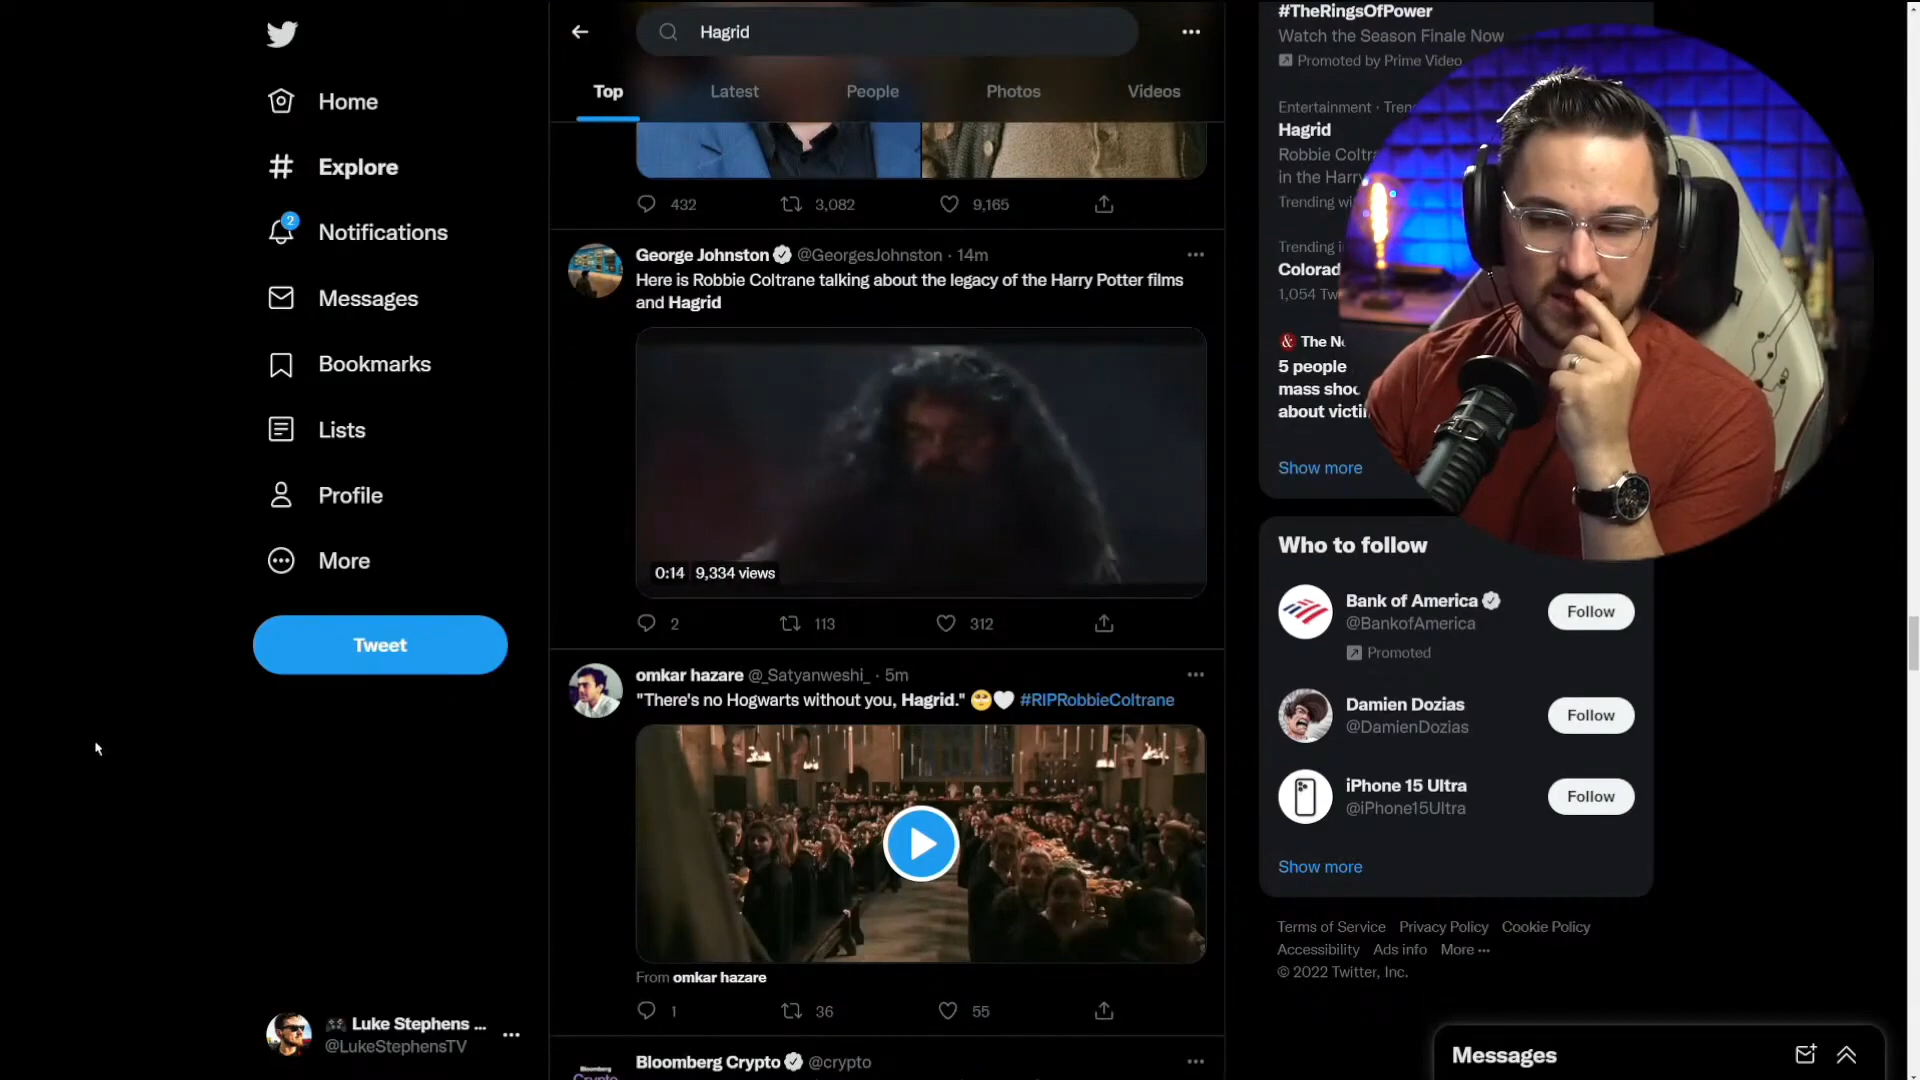 Home
Explore
2
Notifications
Messages
Bookmarks
Lists
Profile
More
Tweet
Luke Stephens ...
@LukeStephensTV
Hagrid
Top
Latest
People
Photos
Videos
432
3,082
9,165
George Johnston @GeorgesJohnston · 14m
Here is Robbie Coltrane talking about the legacy of the Harry Potter films
and Hagrid
0:14 9,334 views
2
113
312
omkar hazare @_Satyanweshi_ · 5m
"There's no Hogwarts without you, Hagrid." 🥺🤍 #RIPRobbieColtrane
From omkar hazare
1
36
55
Bloomberg Crypto @crypto
Bloomberg
Crypto
#TheRingsOfPower
Watch the Season Finale Now
Promoted by Prime Video
Entertainment · Tren
Hagrid
Robbie Coltr
in the Harry
Trending wi
Trending i
Colorad
1,054 Tw
& The N
5 people
mass shoo
about victi
Show more
Who to follow
Bank of America
@BankofAmerica
Promoted
Follow
Damien Dozias
@DamienDozias
Follow
iPhone 15 Ultra
@iPhone15Ultra
Follow
Show more
Terms of Service Privacy Policy Cookie Policy
Accessibility Ads info More ···
© 2022 Twitter, Inc.
Messages